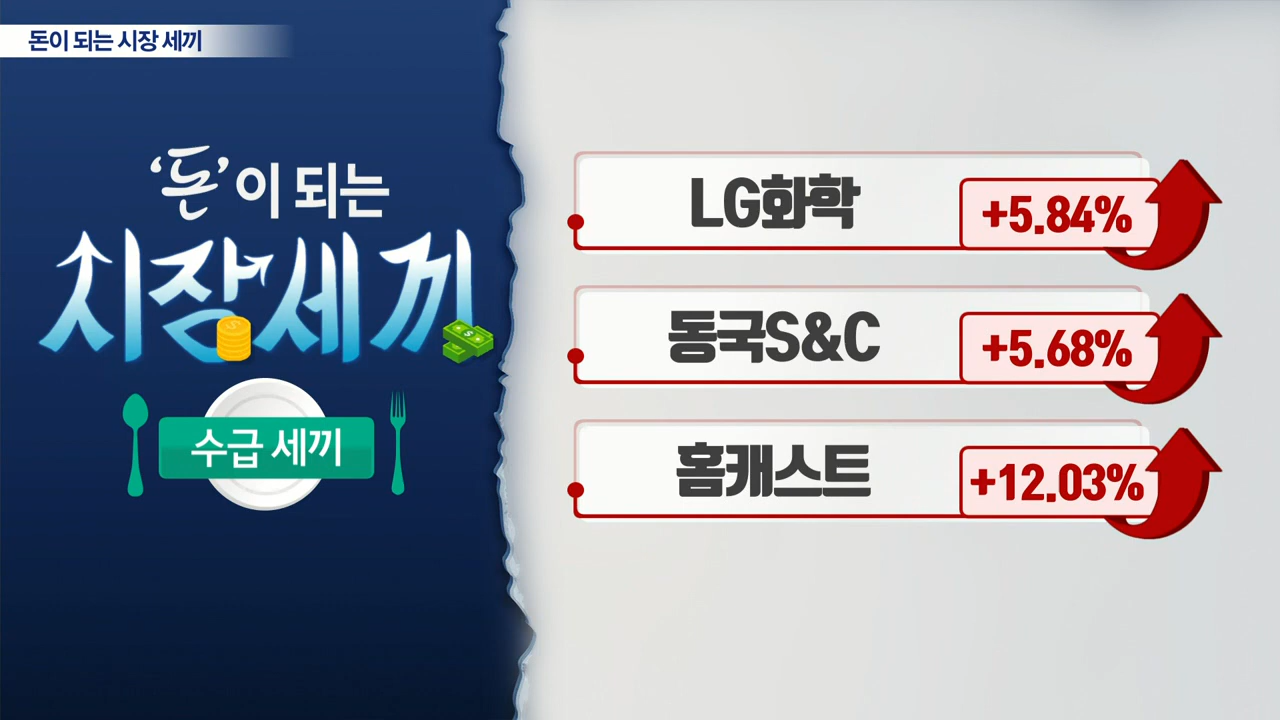 돈이 되는 시장 세끼
‘돈’이 되는
시장세끼
수급 세끼
LG화학
+5.84%
동국S&C
+5.68%
홈캐스트
+12.03%